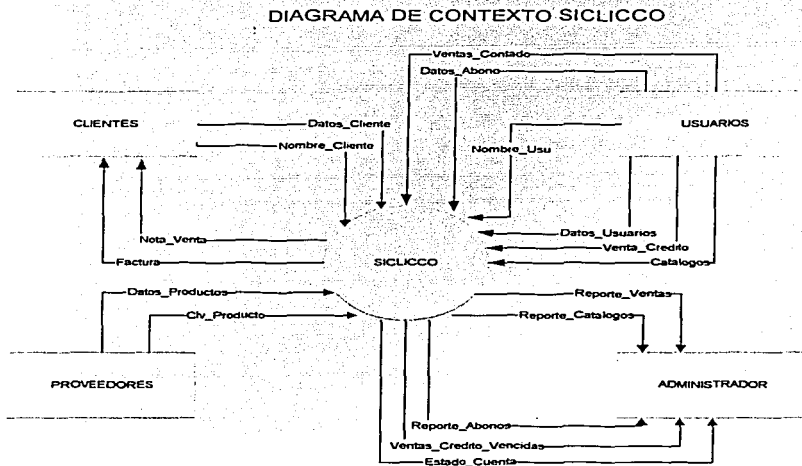 DIAGRAMA DE CONTEXTO SICLICCO
Ventas_Contado
Datos_Abono
CLIENTES
Datos_Cliente
USUARIOS
Nombre_Cliente
Nombre_Usu
Nota_Venta
Datos_Usuarios
Venta_Credito
Factura
SICLICCO
Catalogos
Datos_Productos
Reporte_Ventas
Clv_Producto
Reporte_Catalogos
PROVEEDORES
ADMINISTRADOR
Reporte_Abonos
Ventas_Credito_Vencidas
Estado_Cuenta